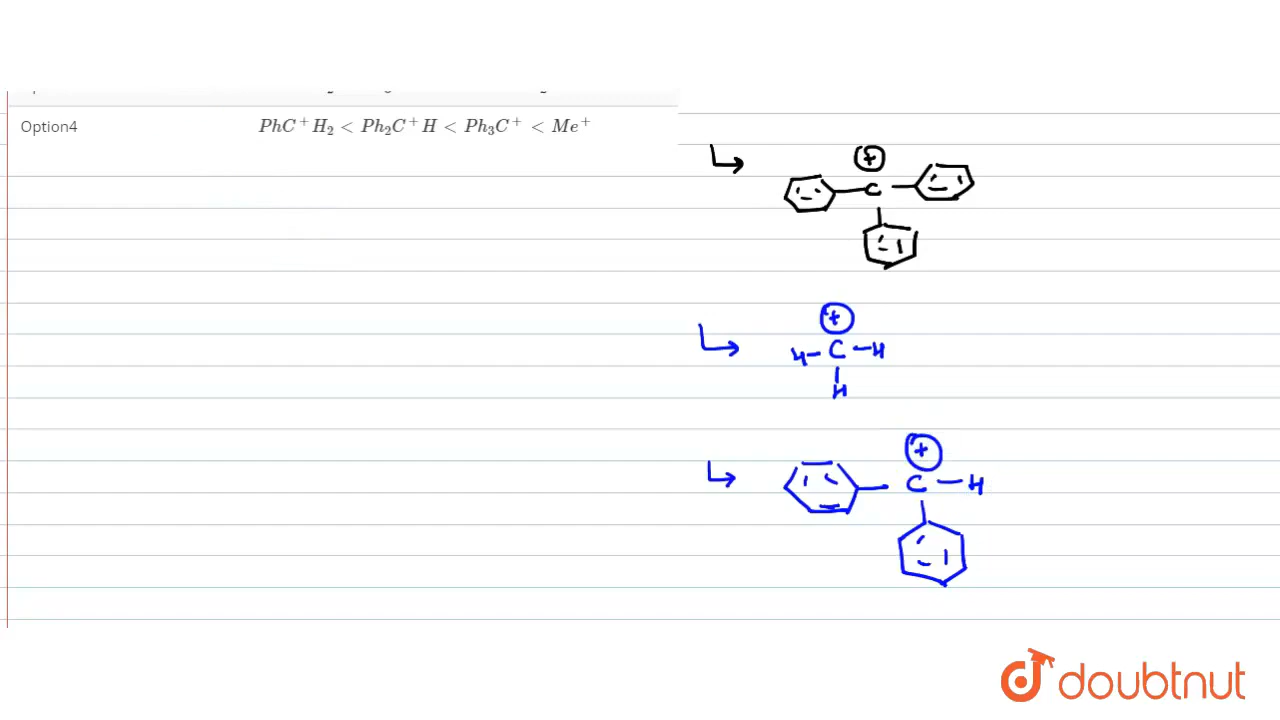 Option4 PhC⁺H₂ < Ph₂C⁺H < Ph₃C⁺ < Me⁺
+
C
+
H C H
H
+
C H
doubtnut